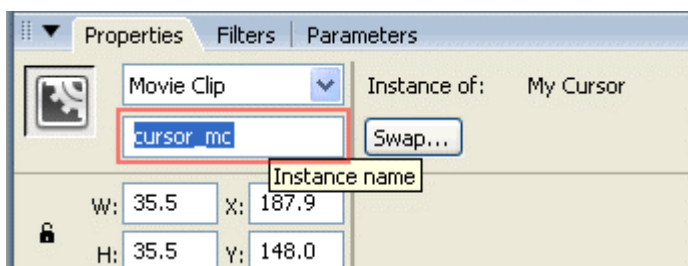 Properties Filters Parameters
Movie Clip Instance of: My Cursor
cursor_mc Swap...
Instance name
W: 35.5 X: 187.9
H: 35.5 Y: 148.0